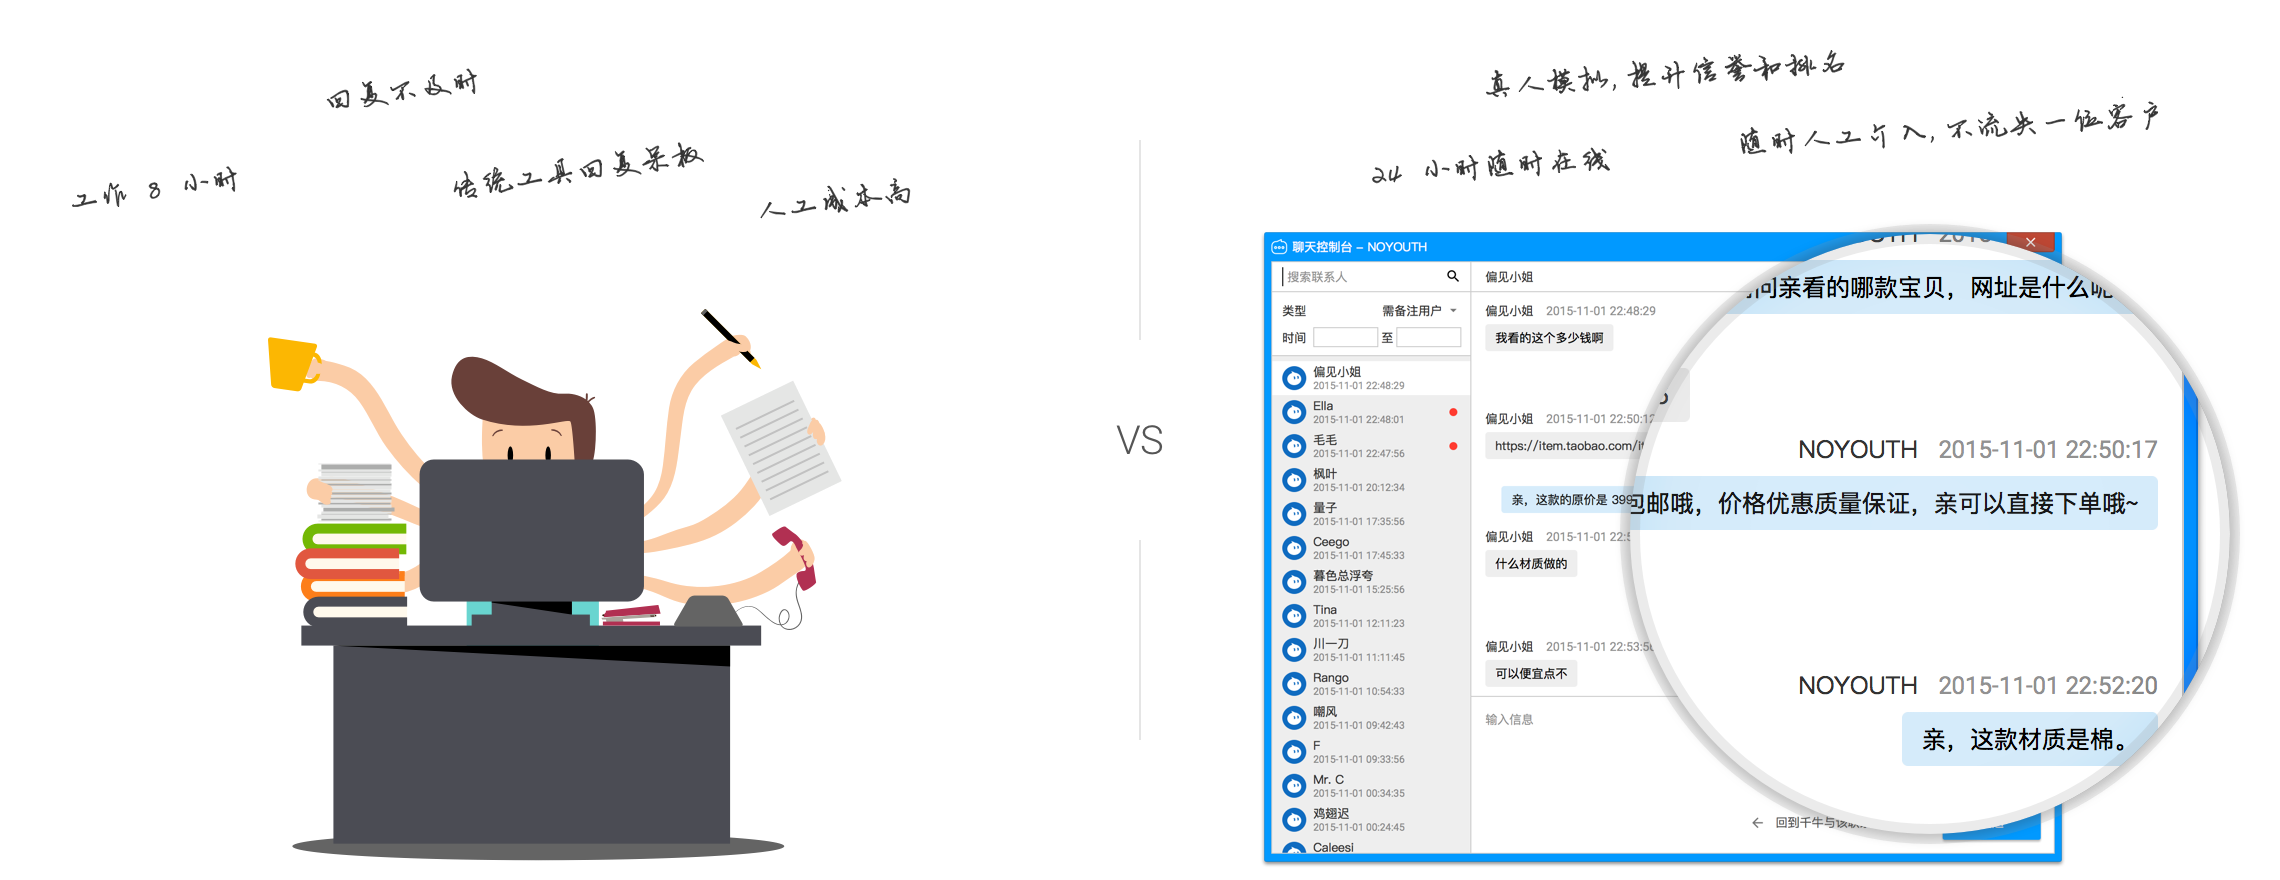 回复不及时
工作 8 小时
传统工具回复呆板
人工成本高
VS
真人模拟, 提升信誉和排名
随时人工介入, 不流失一位客户
24 小时随时在线
聊天控制台 – NOYOUTH
搜索联系人
类型 需备注用户
时间 至
偏见小姐
2015-11-01 22:48:29
Ella
2015-11-01 22:48:01
毛毛
2015-11-01 22:47:56
枫叶
2015-11-01 20:12:34
量子
2015-11-01 17:35:56
Ceego
2015-11-01 17:45:33
暮色总浮夸
2015-11-01 15:25:56
Tina
2015-11-01 12:11:23
川一刀
2015-11-01 11:11:45
Rango
2015-11-01 10:54:33
嘲风
2015-11-01 09:42:43
F
2015-11-01 09:33:56
Mr. C
2015-11-01 00:34:35
鸡翅迟
2015-11-01 00:24:45
Caleesi
偏见小姐
偏见小姐 2015-11-01 22:48:29
我看的这个多少钱啊
问亲看的哪款宝贝，网址是什么呢
偏见小姐 2015-11-01 22:50:12
https://item.taobao.com/it
NOYOUTH 2015-11-01 22:50:17
亲，这款的原价是 399
包邮哦，价格优惠质量保证，亲可以直接下单哦~
偏见小姐 2015-11-01 22:5
什么材质做的
NOYOUTH 2015-11-01 22:52:20
亲，这款材质是棉。
偏见小姐 2015-11-01 22:53:56
可以便宜点不
输入信息
回到千牛与该联